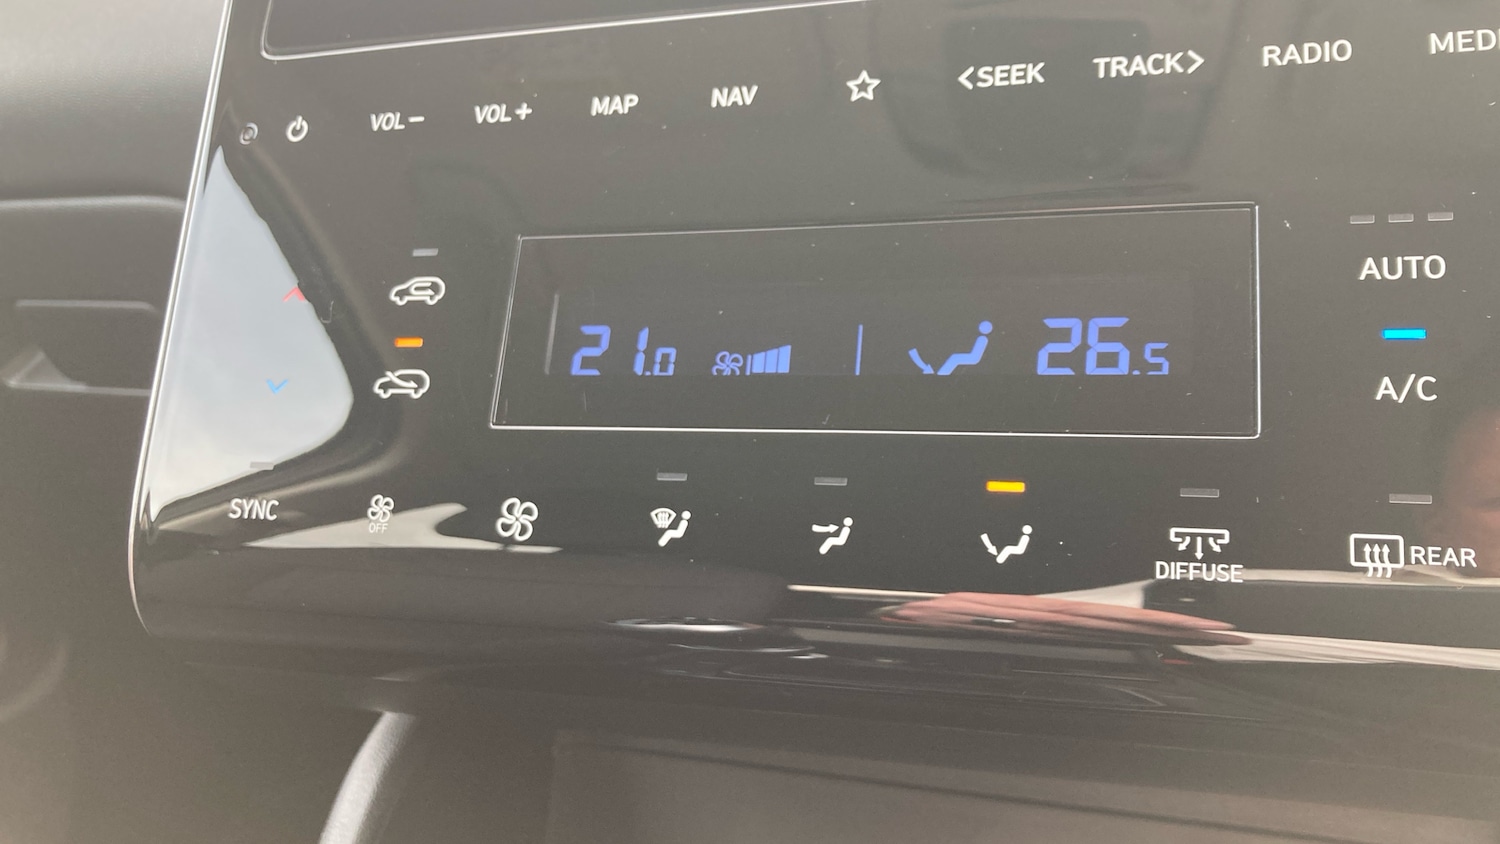 VOL− VOL+ MAP NAV <SEEK TRACK> RADIO
AUTO
21.0 26.5
A/C
SYNC
OFF
DIFFUSE
REAR